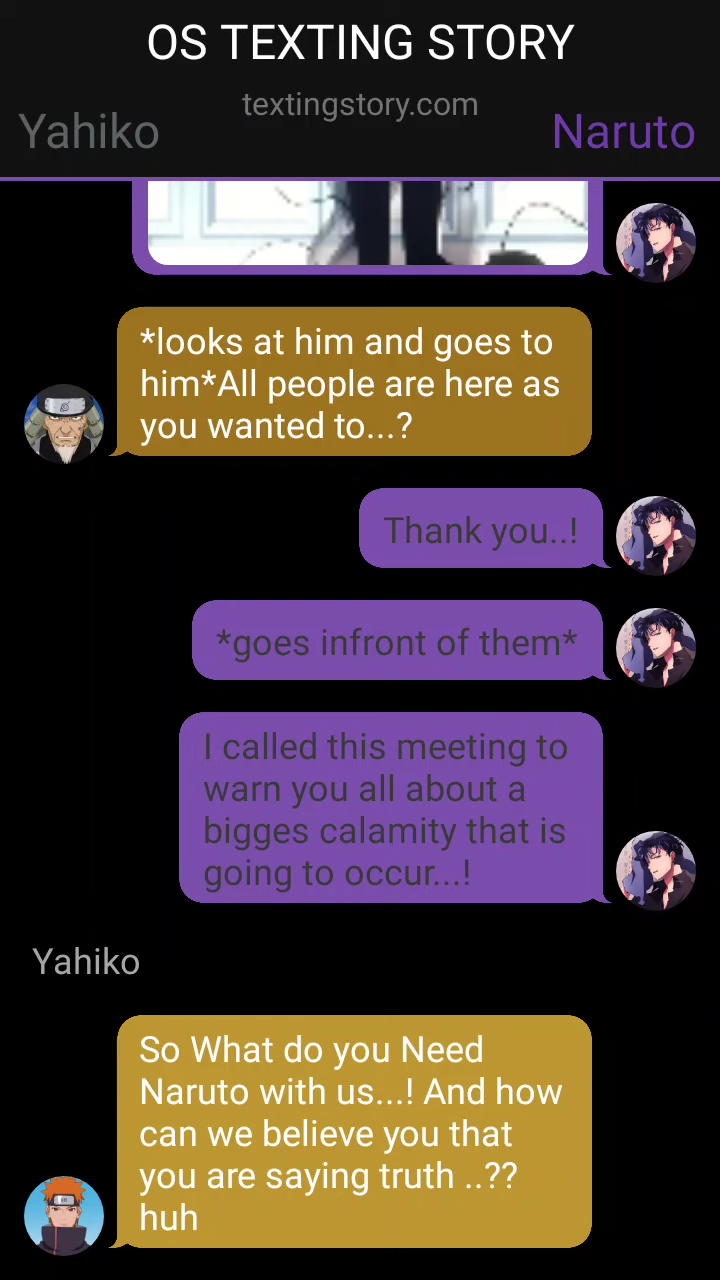 OS TEXTING STORY
textingstory.com
Yahiko
Naruto
*looks at him and goes to
him*All people are here as
you wanted to...?
Thank you..!
*goes infront of them*
I called this meeting to
warn you all about a
bigges calamity that is
going to occur...!
Yahiko
So What do you Need
Naruto with us...! And how
can we believe you that
you are saying truth ..??
huh